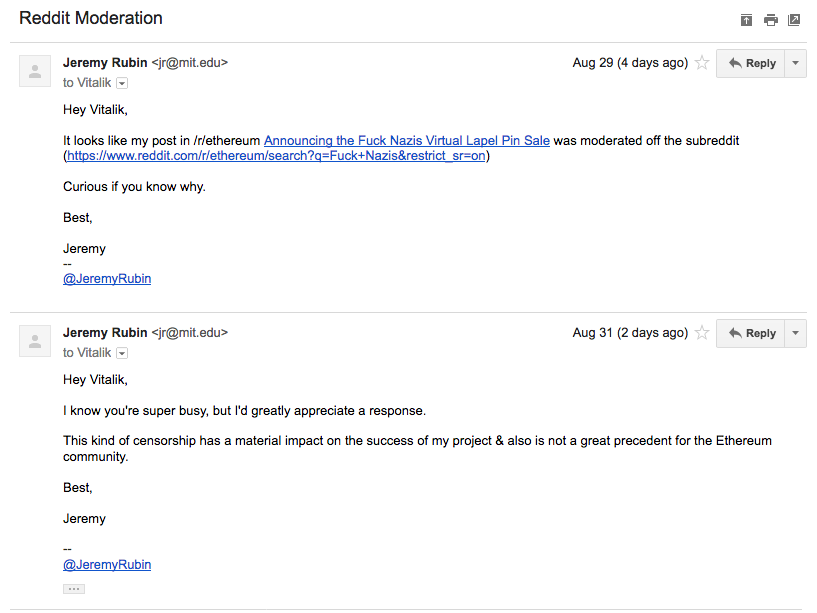 Reddit Moderation
Jeremy Rubin <jr@mit.edu>
Aug 29 (4 days ago)
Reply
to Vitalik
Hey Vitalik,
It looks like my post in /r/ethereum Announcing the Fuck Nazis Virtual Lapel Pin Sale was moderated off the subreddit
(https://www.reddit.com/r/ethereum/search?q=Fuck+Nazis&restrict_sr=on)
Curious if you know why.
Best,
Jeremy
--
@JeremyRubin
Jeremy Rubin <jr@mit.edu>
Aug 31 (2 days ago)
Reply
to Vitalik
Hey Vitalik,
I know you're super busy, but I'd greatly appreciate a response.
This kind of censorship has a material impact on the success of my project & also is not a great precedent for the Ethereum
community.
Best,
Jeremy
--
@JeremyRubin